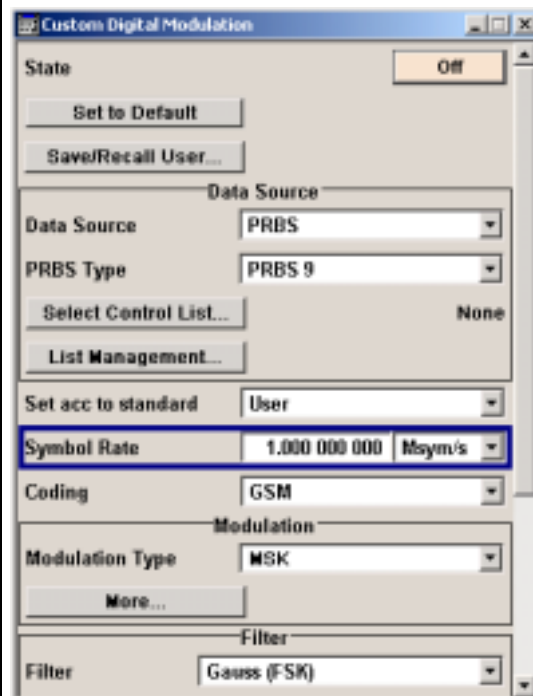 Custom Digital Modulation
State Off
Set to Default
Save/Recall User...
Data Source
Data Source PRBS
PRBS Type PRBS 9
Select Control List... None
List Management...
Set acc to standard User
Symbol Rate 1.000 000 000 Msym/s
Coding GSM
Modulation
Modulation Type MSK
More...
Filter
Filter Gauss (FSK)